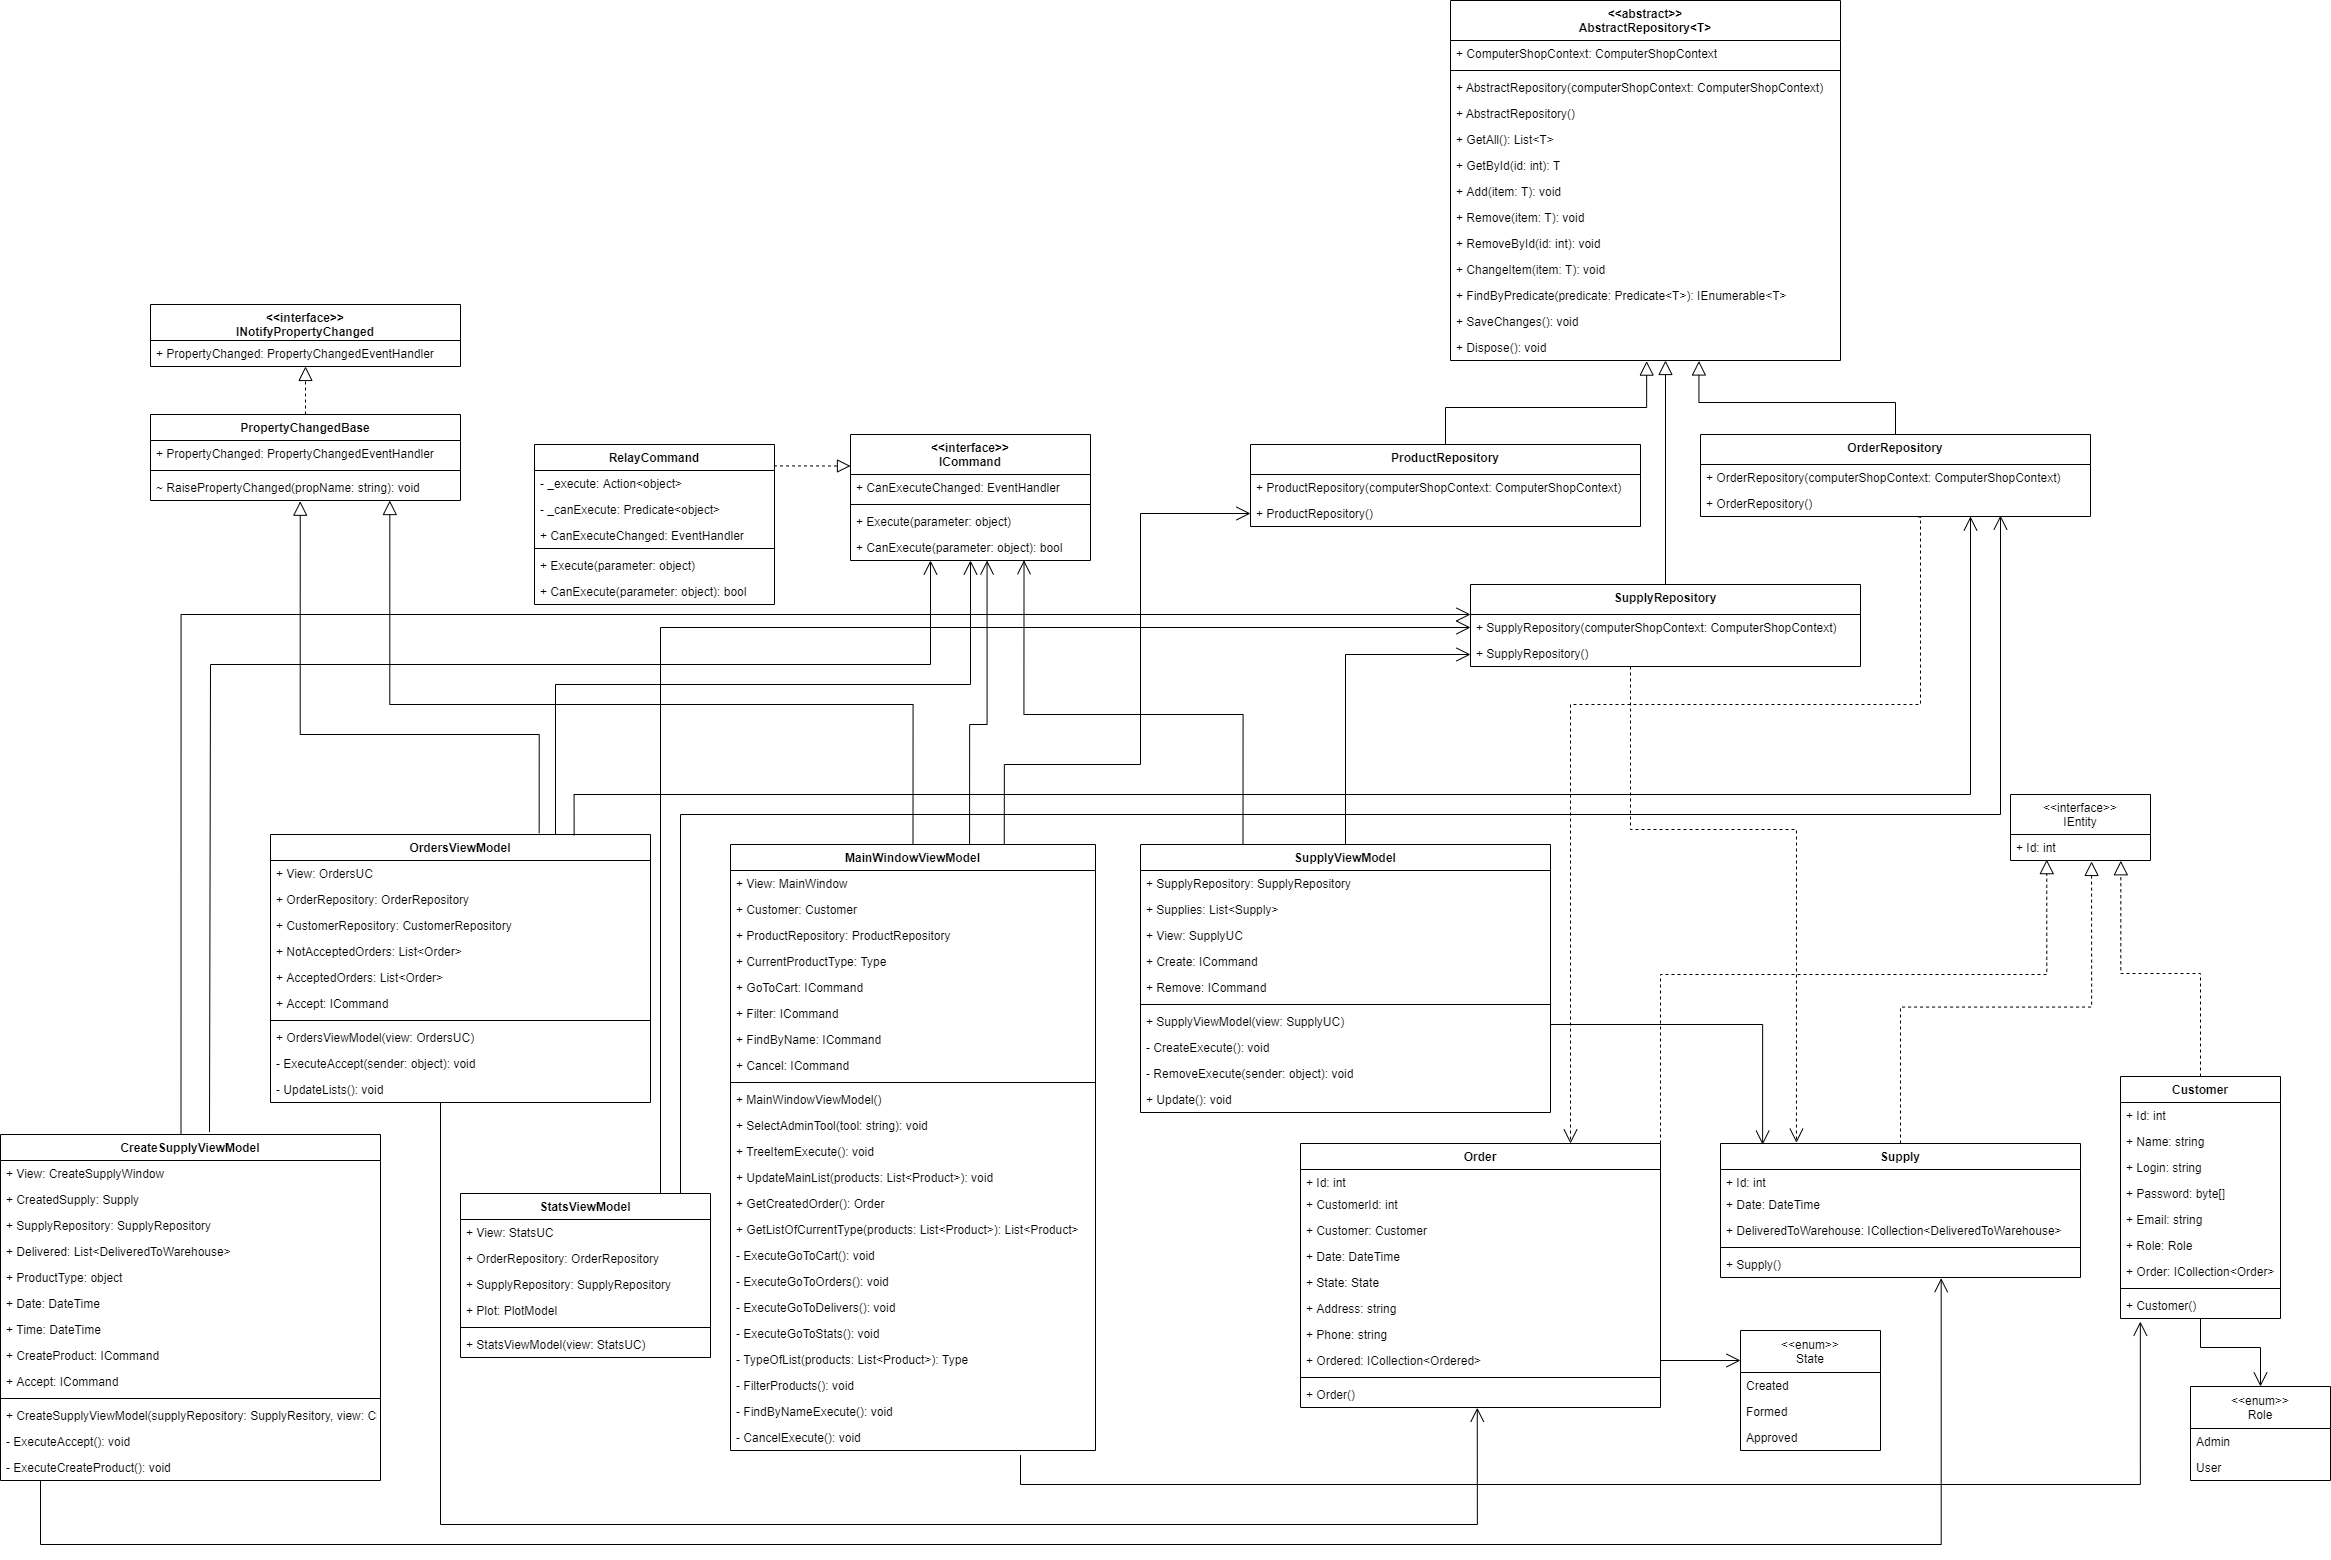 <<abstract>>
AbstractRepository<T>
+ ComputerShopContext: ComputerShopContext
+ AbstractRepository(computerShopContext: ComputerShopContext)
+ AbstractRepository()
+ GetAll(): List<T>
+ GetById(id: int): T
+ Add(item: T): void
+ Remove(item: T): void
+ RemoveById(id: int): void
+ ChangeItem(item: T): void
+ FindByPredicate(predicate: Predicate<T>): IEnumerable<T>
+ SaveChanges(): void
+ Dispose(): void
<<interface>>
INotifyPropertyChanged
+ PropertyChanged: PropertyChangedEventHandler
PropertyChangedBase
+ PropertyChanged: PropertyChangedEventHandler
~ RaisePropertyChanged(propName: string): void
RelayCommand
- _execute: Action<object>
- _canExecute: Predicate<object>
+ CanExecuteChanged: EventHandler
+ Execute(parameter: object)
+ CanExecute(parameter: object): bool
<<interface>>
ICommand
+ CanExecuteChanged: EventHandler
+ Execute(parameter: object)
+ CanExecute(parameter: object): bool
ProductRepository
+ ProductRepository(computerShopContext: ComputerShopContext)
+ ProductRepository()
OrderRepository
+ OrderRepository(computerShopContext: ComputerShopContext)
+ OrderRepository()
SupplyRepository
+ SupplyRepository(computerShopContext: ComputerShopContext)
+ SupplyRepository()
<<interface>>
IEntity
+ Id: int
OrdersViewModel
+ View: OrdersUC
+ OrderRepository: OrderRepository
+ CustomerRepository: CustomerRepository
+ NotAcceptedOrders: List<Order>
+ AcceptedOrders: List<Order>
+ Accept: ICommand
+ OrdersViewModel(view: OrdersUC)
- ExecuteAccept(sender: object): void
- UpdateLists(): void
MainWindowViewModel
+ View: MainWindow
+ Customer: Customer
+ ProductRepository: ProductRepository
+ CurrentProductType: Type
+ GoToCart: ICommand
+ Filter: ICommand
+ FindByName: ICommand
+ Cancel: ICommand
+ MainWindowViewModel()
+ SelectAdminTool(tool: string): void
+ TreeItemExecute(): void
+ UpdateMainList(products: List<Product>): void
+ GetCreatedOrder(): Order
+ GetListOfCurrentType(products: List<Product>): List<Product>
- ExecuteGoToCart(): void
- ExecuteGoToOrders(): void
- ExecuteGoToDelivers(): void
- ExecuteGoToStats(): void
- TypeOfList(products: List<Product>): Type
- FilterProducts(): void
- FindByNameExecute(): void
- CancelExecute(): void
SupplyViewModel
+ SupplyRepository: SupplyRepository
+ Supplies: List<Supply>
+ View: SupplyUC
+ Create: ICommand
+ Remove: ICommand
+ SupplyViewModel(view: SupplyUC)
- CreateExecute(): void
- RemoveExecute(sender: object): void
+ Update(): void
CreateSupplyViewModel
+ View: CreateSupplyWindow
+ CreatedSupply: Supply
+ SupplyRepository: SupplyRepository
+ Delivered: List<DeliveredToWarehouse>
+ ProductType: object
+ Date: DateTime
+ Time: DateTime
+ CreateProduct: ICommand
+ Accept: ICommand
+ CreateSupplyViewModel(supplyRepository: SupplyResitory, view: C
- ExecuteAccept(): void
- ExecuteCreateProduct(): void
StatsViewModel
+ View: StatsUC
+ OrderRepository: OrderRepository
+ SupplyRepository: SupplyRepository
+ Plot: PlotModel
+ StatsViewModel(view: StatsUC)
Order
+ Id: int
+ CustomerId: int
+ Customer: Customer
+ Date: DateTime
+ State: State
+ Address: string
+ Phone: string
+ Ordered: ICollection<Ordered>
+ Order()
Supply
+ Id: int
+ Date: DateTime
+ DeliveredToWarehouse: ICollection<DeliveredToWarehouse>
+ Supply()
Customer
+ Id: int
+ Name: string
+ Login: string
+ Password: byte[]
+ Email: string
+ Role: Role
+ Order: ICollection<Order>
+ Customer()
<<enum>>
State
Created
Formed
Approved
<<enum>>
Role
Admin
User